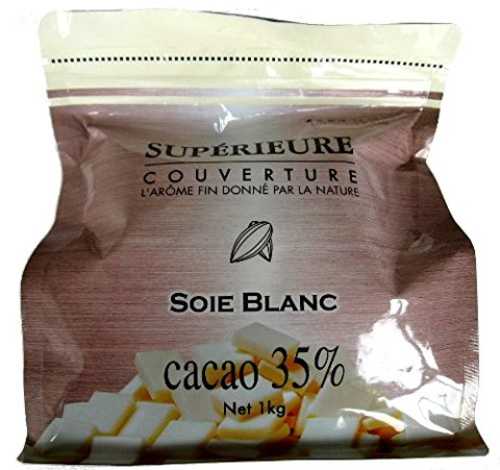 SUPÉRIEURE
COUVERTURE
L'ARÔME FIN DONNÉ PAR LA NATURE
SOIE BLANC
cacao 35%
Net 1kg